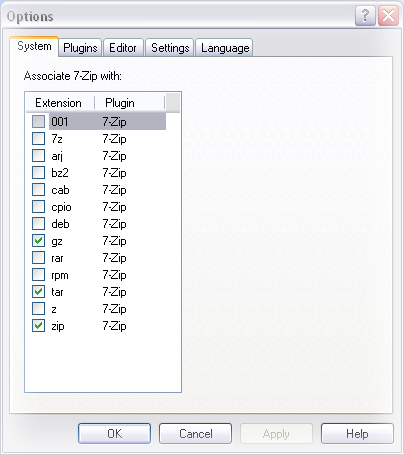 Options
System Plugins Editor Settings Language
Associate 7-Zip with:
Extension Plugin
001 7-Zip
7z 7-Zip
arj 7-Zip
bz2 7-Zip
cab 7-Zip
cpio 7-Zip
deb 7-Zip
gz 7-Zip
rar 7-Zip
rpm 7-Zip
tar 7-Zip
z 7-Zip
zip 7-Zip
OK Cancel Apply Help